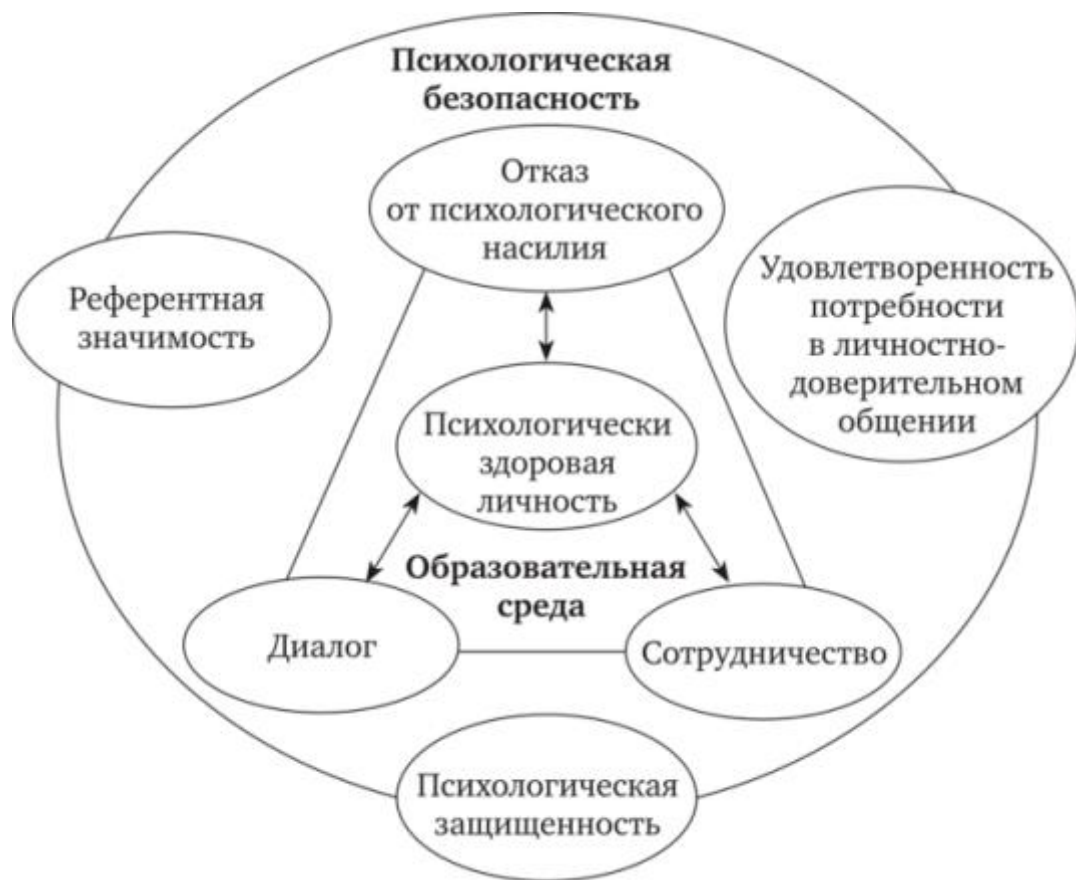 Психологическая
безопасность
Отказ
от психологического
насилия
Референтная
значимость
Удовлетворенность
потребности
в личностно-
доверительном
общении
Психологически
здоровая
личность
Образовательная
среда
Диалог
Сотрудничество
Психологическая
защищенность